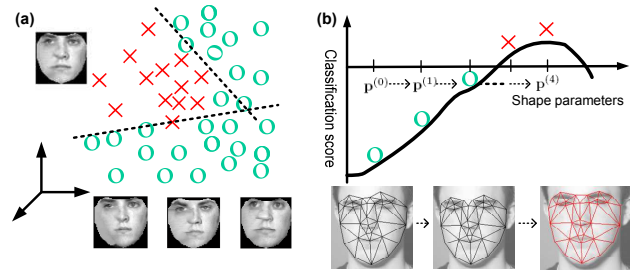 (a)
(b)
Classification
score
p(0)
p(1)
p(4)
Shape parameters